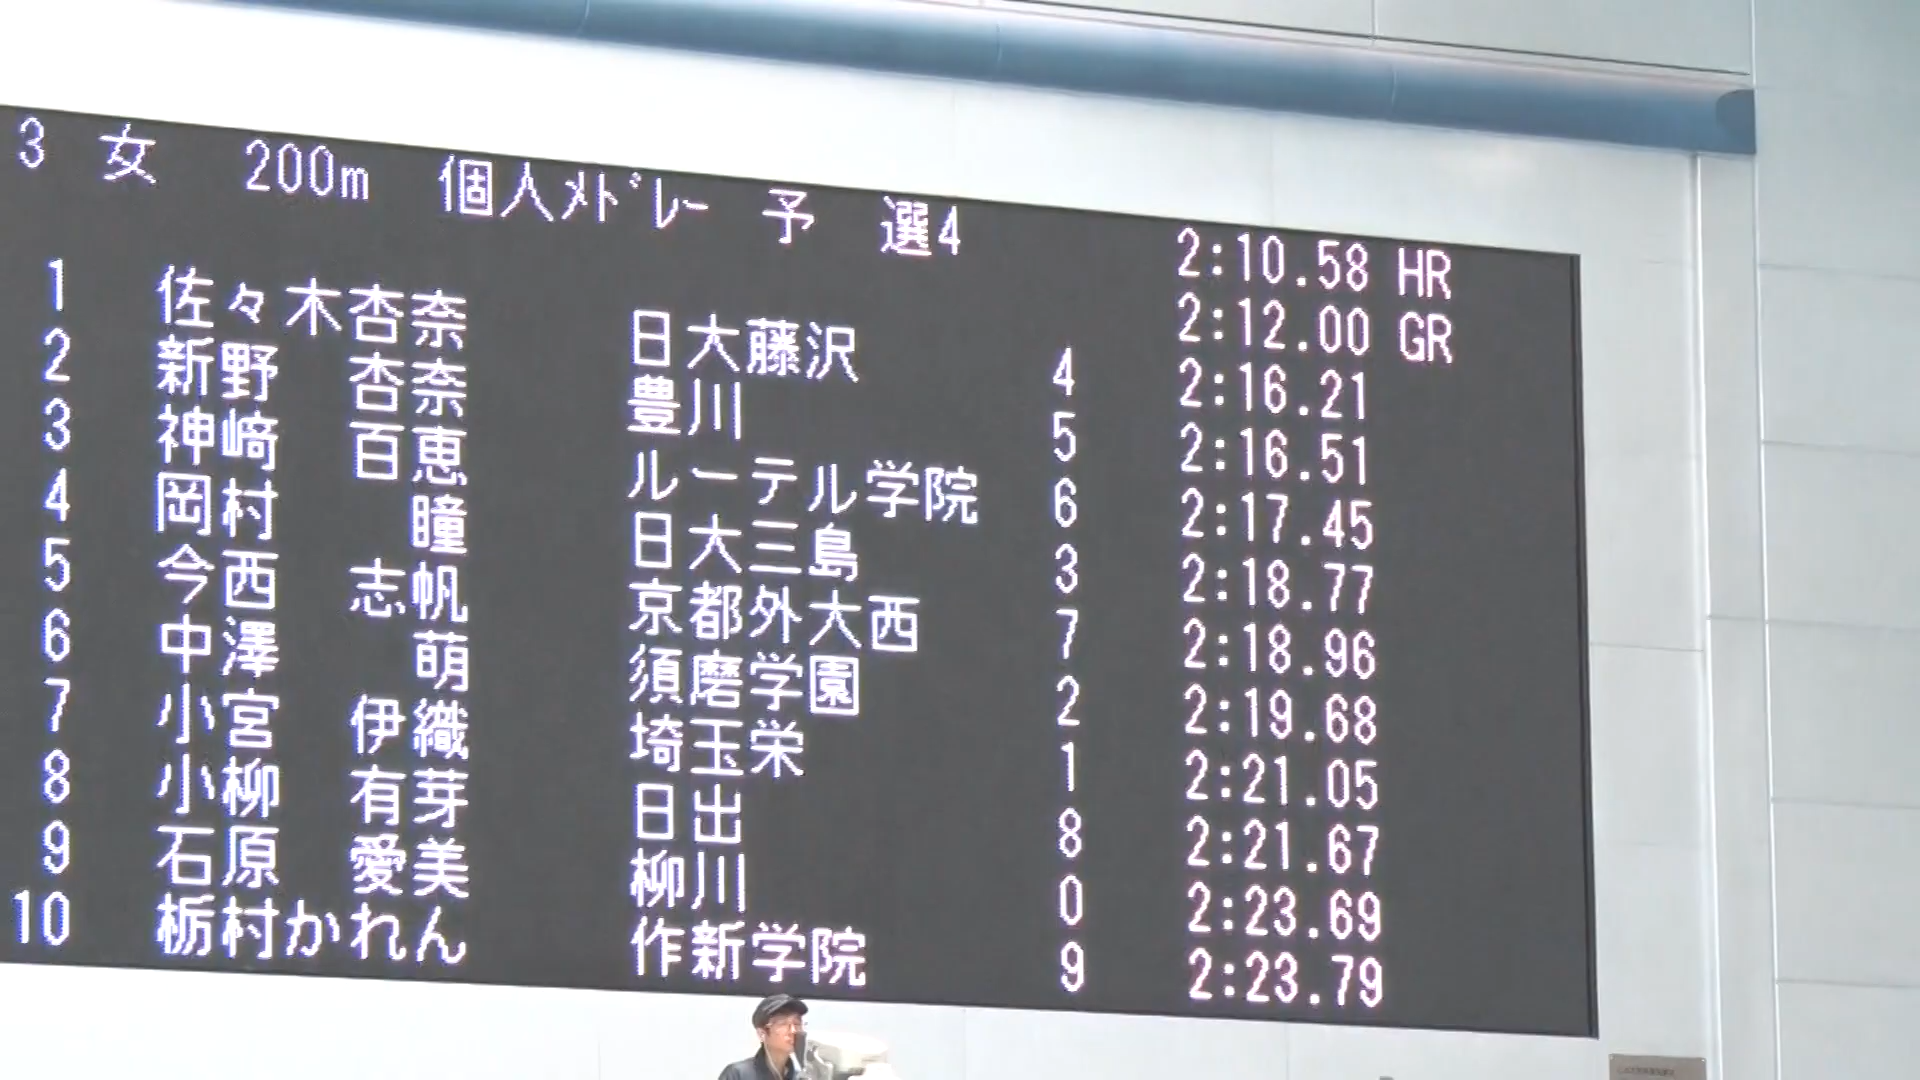 3 女 200m 個人ﾒﾄﾞﾚｰ 予 選4
2:10.58 HR
2:12.00 GR
1 佐々木杏奈 日大藤沢 4 2:16.21
2 新野 杏奈 豊川 5 2:16.51
3 神﨑 百恵 ルーテル学院 6 2:17.45
4 岡村 瞳 日大三島 3 2:18.77
5 今西 志帆 京都外大西 7 2:18.96
6 中澤 萌 須磨学園 2 2:19.68
7 小宮 伊織 埼玉栄 1 2:21.05
8 小柳 有芽 日出 8 2:21.67
9 石原 愛美 柳川 0 2:23.69
10 栃村かれん 作新学院 9 2:23.79